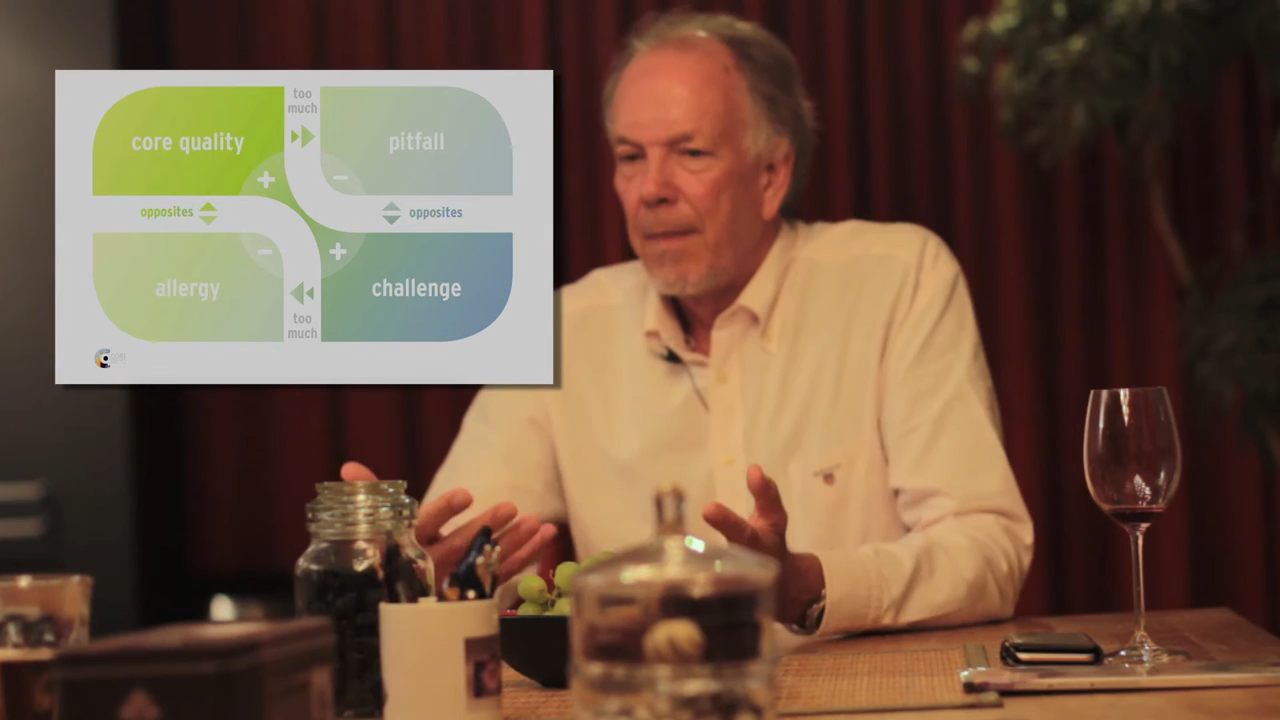 too
much
core quality
pitfall
opposites
opposites
allergy
challenge
too
much